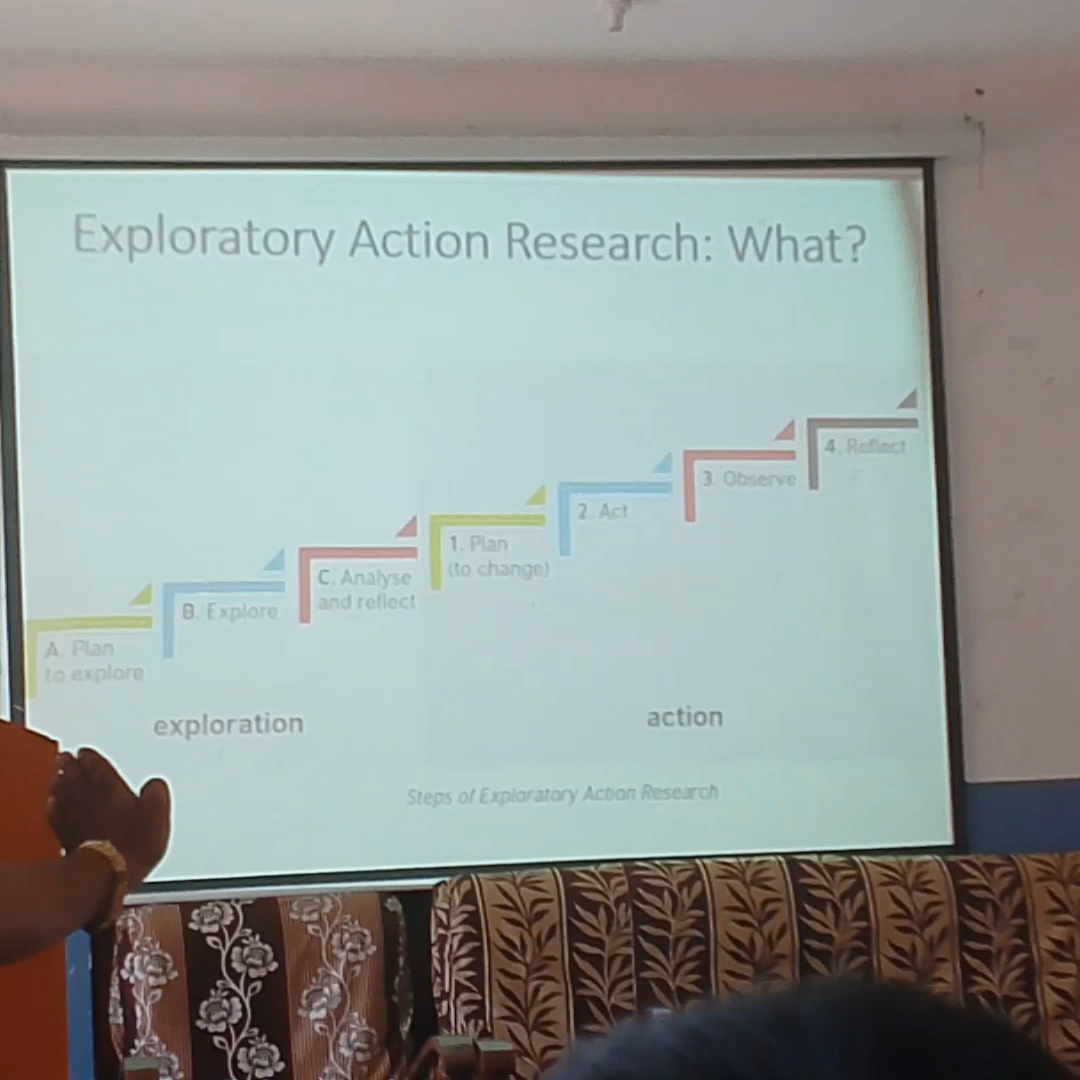 Exploratory Action Research: What?
A. Plan
to explore
B. Explore
C. Analyse
and reflect
1. Plan
(to change)
2. Act
3. Observe
4. Reflect
exploration
action
Steps of Exploratory Action Research